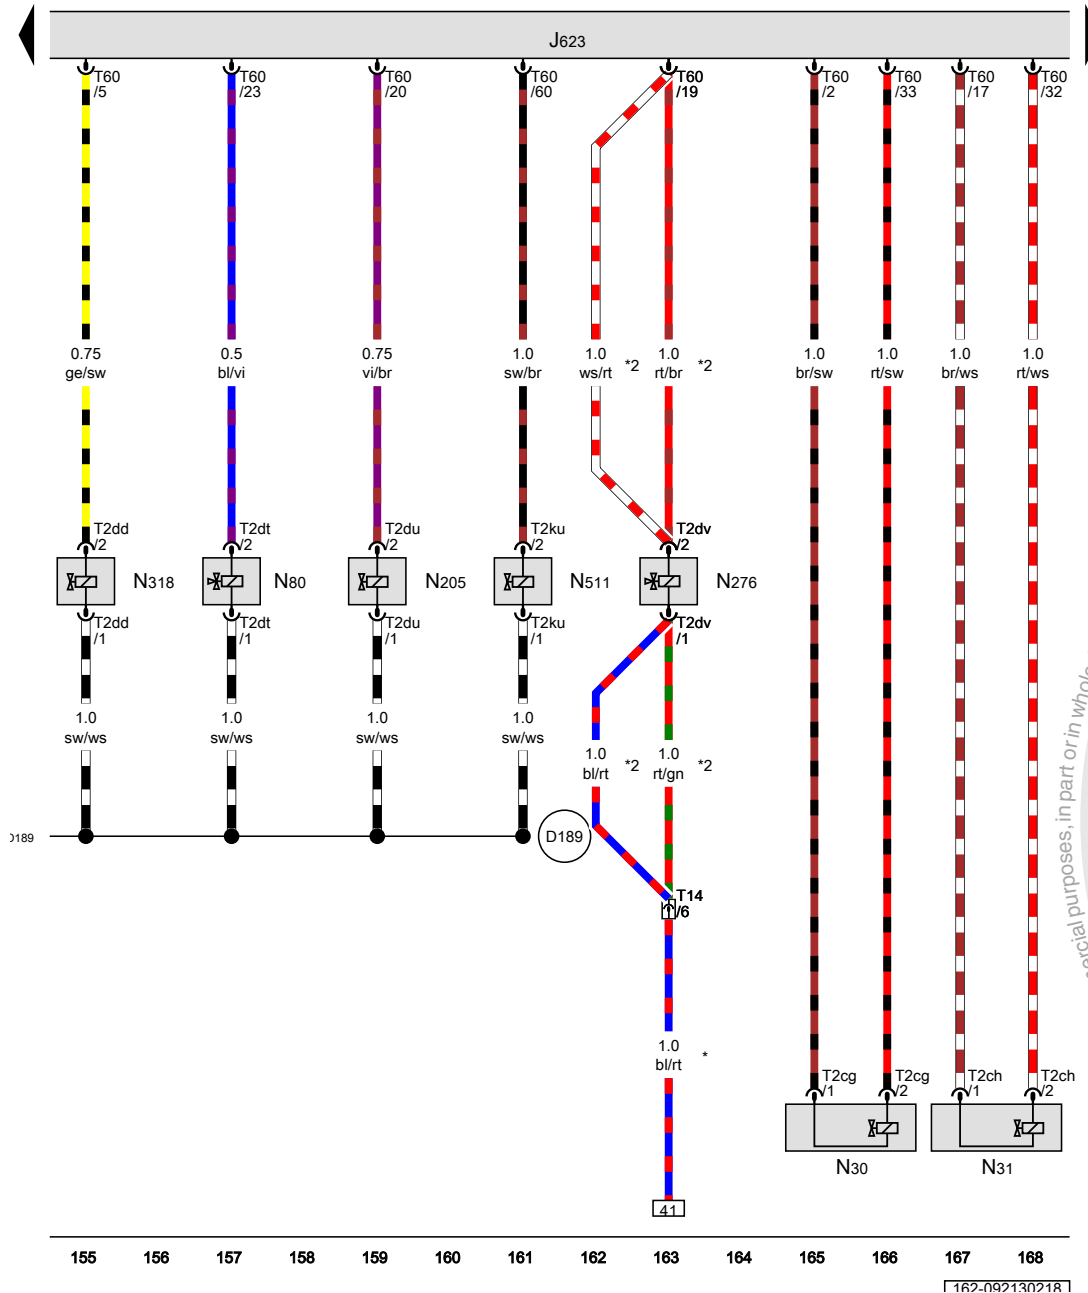 J623
T60 T60 T60 T60 T60 T60 T60 T60 T60
/5 /23 /20 /60 /19 /2 /33 /17 /32
0.75 0.5 0.75 1.0 1.0 1.0 1.0 1.0 1.0 1.0
ge/sw bl/vi vi/br sw/br ws/rt *2 rt/br *2 br/sw rt/sw br/ws rt/ws
T2dd T2dt T2du T2ku T2dv
/2 /2 /2 /2 /2
N318 N80 N205 N511 N276
T2dd T2dt T2du T2ku T2dv
/1 /1 /1 /1 /1
1.0 1.0 1.0 1.0
sw/ws sw/ws sw/ws sw/ws
1.0 1.0
bl/rt *2 rt/gn *2
D189
T14
/6
1.0
bl/rt *
T2cg T2cg T2ch T2ch
/1 /2 /1 /2
N30 N31
41
155 156 157 158 159 160 161 162 163 164 165 166 167 168
162-092130218
purposes, in part or in whole